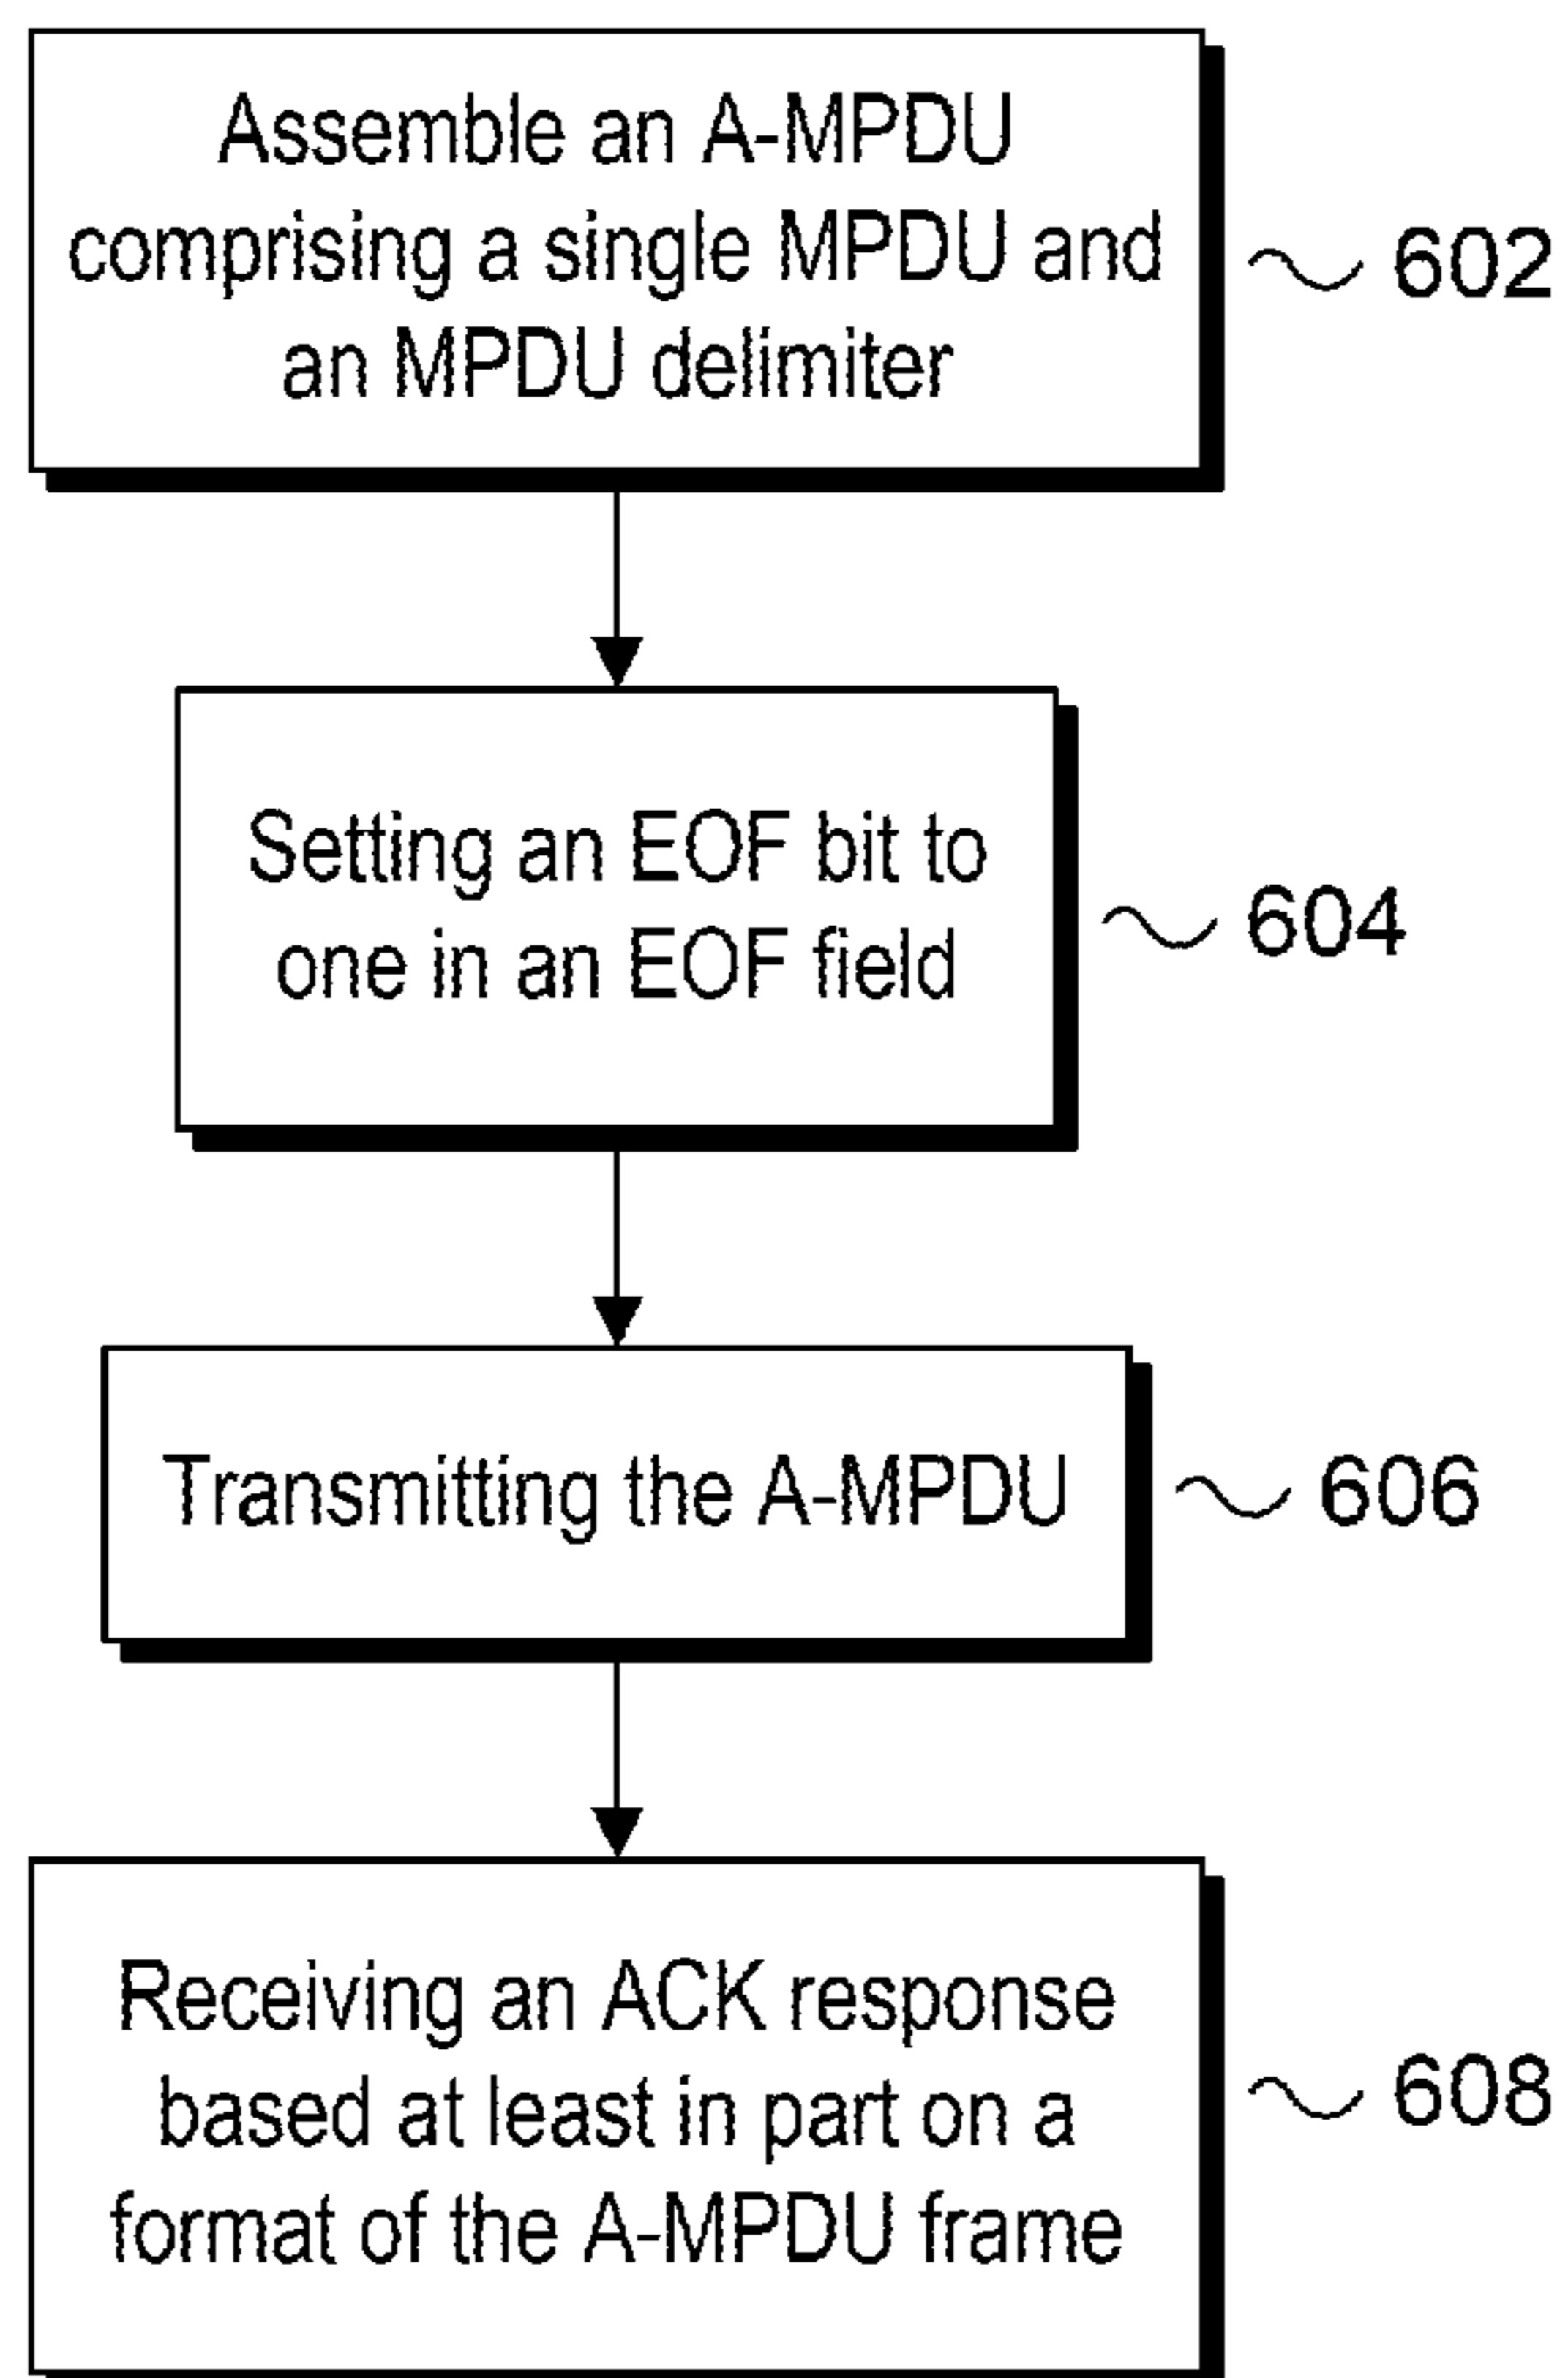 Assemble an A-MPDU
comprising a single MPDU and
an MPDU delimiter
602
Setting an EOF bit to
one in an EOF field
604
Transmitting the A-MPDU
606
Receiving an ACK response
based at least in part on a
format of the A-MPDU frame
608